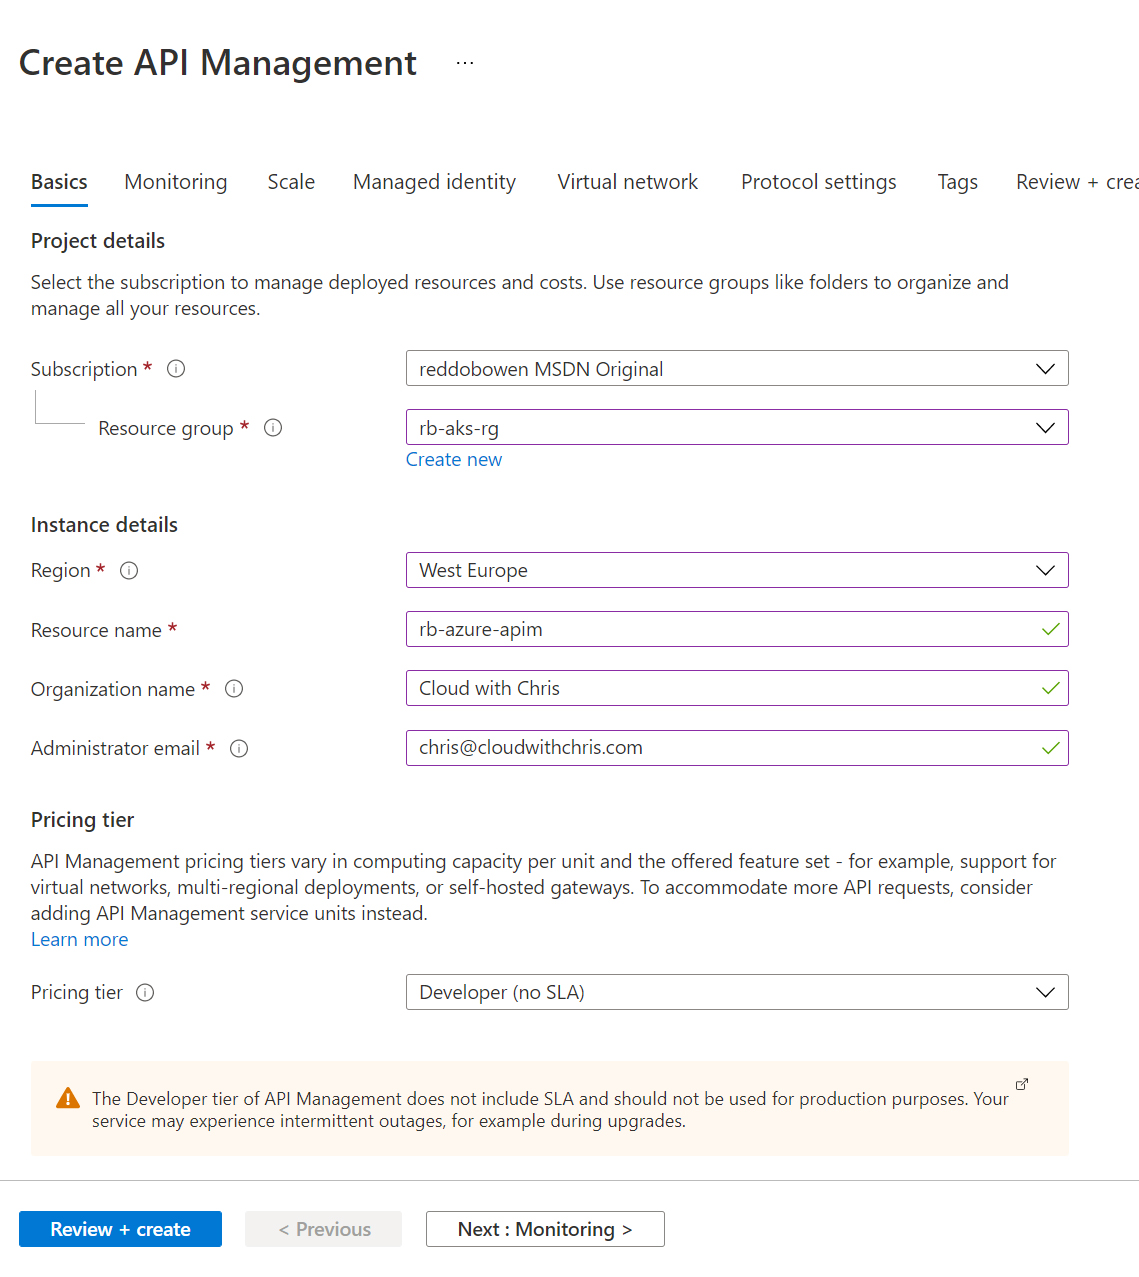 Create API Management ...
Basics Monitoring Scale Managed identity Virtual network Protocol settings Tags Review + crea
Project details
Select the subscription to manage deployed resources and costs. Use resource groups like folders to organize and
manage all your resources.
Subscription * reddobowen MSDN Original
Resource group * rb-aks-rg
Create new
Instance details
Region * West Europe
Resource name * rb-azure-apim
Organization name * Cloud with Chris
Administrator email * chris@cloudwithchris.com
Pricing tier
API Management pricing tiers vary in computing capacity per unit and the offered feature set - for example, support for
virtual networks, multi-regional deployments, or self-hosted gateways. To accommodate more API requests, consider
adding API Management service units instead.
Learn more
Pricing tier Developer (no SLA)
The Developer tier of API Management does not include SLA and should not be used for production purposes. Your
service may experience intermittent outages, for example during upgrades.
Review + create < Previous Next : Monitoring >